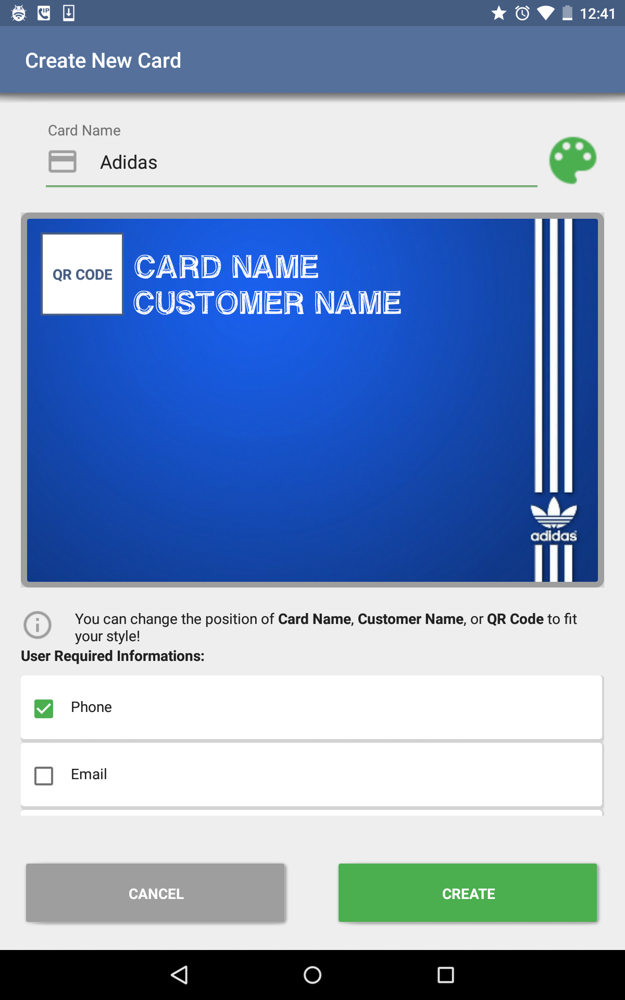 12:41
Create New Card
Card Name
Adidas
QR CODE
CARD NAME
CUSTOMER NAME
adidas
You can change the position of Card Name, Customer Name, or QR Code to fit
your style!
User Required Informations:
Phone
Email
CANCEL
CREATE